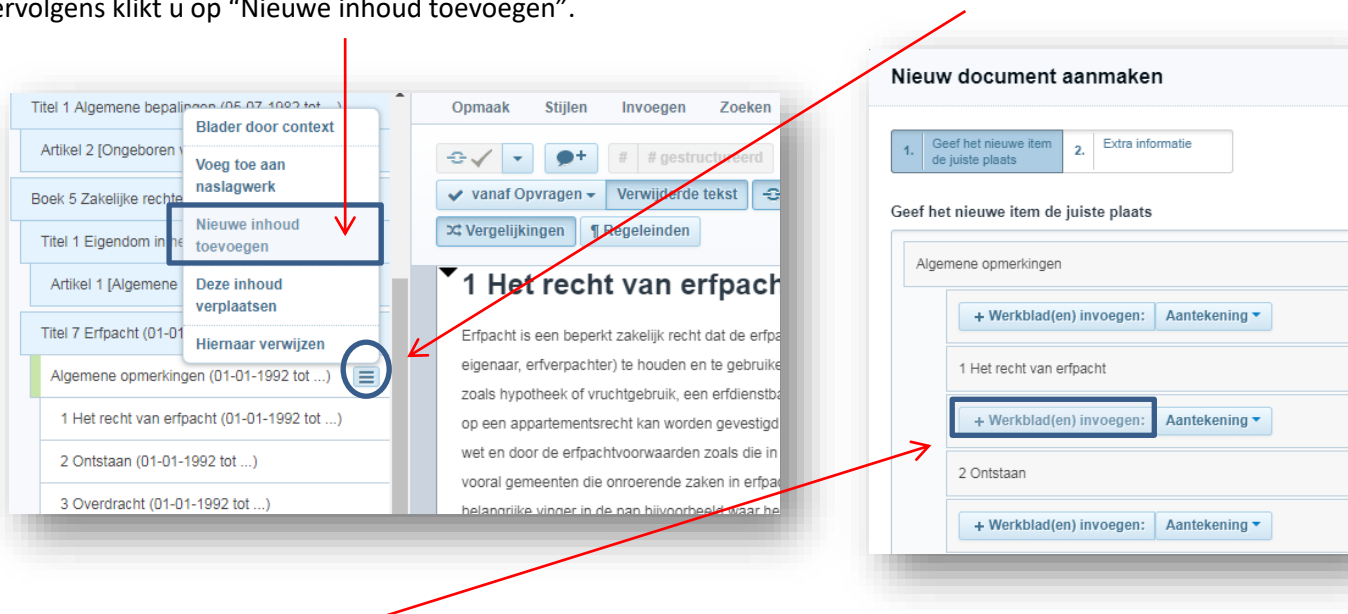 ervolgens klikt u op “Nieuwe inhoud toevoegen”.
Titel 1 Algemene bepalingen (05-07-1982 tot ...)
Artikel 2 [Ongeboren
Boek 5 Zakelijke rechte
Titel 1 Eigendom in
Artikel 1 [Algemene
Titel 7 Erfpacht (01-01
Algemene opmerkingen (01-01-1992 tot ...)
1 Het recht van erfpacht (01-01-1992 tot ...)
2 Ontstaan (01-01-1992 tot ...)
3 Overdracht (01-01-1992 tot ...)
Blader door context
Voeg toe aan
naslagwerk
Nieuwe inhoud
toevoegen
Deze inhoud
verplaatsen
Hiernaar verwijzen
Opmaak Stijlen Invoegen Zoeken
# # gestructureerd
vanaf Opvragen Verwijderde tekst
Vergelijkingen ¶ Regeleinden
1 Het recht van erfpach
Erfpacht is een beperkt zakelijk recht dat de erfpa
eigenaar, erfverpachter) te houden en te gebruike
zoals hypotheek of vruchtgebruik, een erfdienstba
op een appartementsrecht kan worden gevestigd
wet en door de erfpachtvoorwaarden zoals die in
vooral gemeenten die onroerende zaken in erfpac
belangrijke vinger in de pap bijvoorbeeld waar he
Nieuw document aanmaken
1. Geef het nieuwe item
de juiste plaats
2. Extra informatie
Geef het nieuwe item de juiste plaats
Algemene opmerkingen
+ Werkblad(en) invoegen: Aantekening
1 Het recht van erfpacht
+ Werkblad(en) invoegen: Aantekening
2 Ontstaan
+ Werkblad(en) invoegen: Aantekening